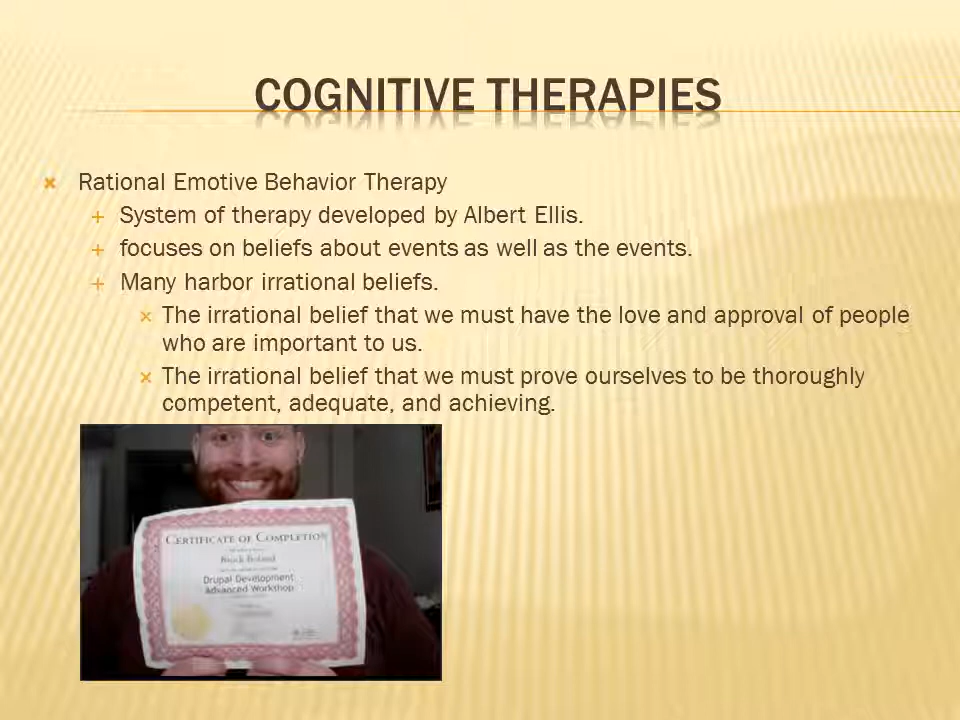 COGNITIVE THERAPIES
Rational Emotive Behavior Therapy
System of therapy developed by Albert Ellis.
focuses on beliefs about events as well as the events.
Many harbor irrational beliefs.
The irrational belief that we must have the love and approval of people
who are important to us.
The irrational belief that we must prove ourselves to be thoroughly
competent, adequate, and achieving.
CERTIFICATE OF COMPLETION
Drupal Development
Advanced Workshop